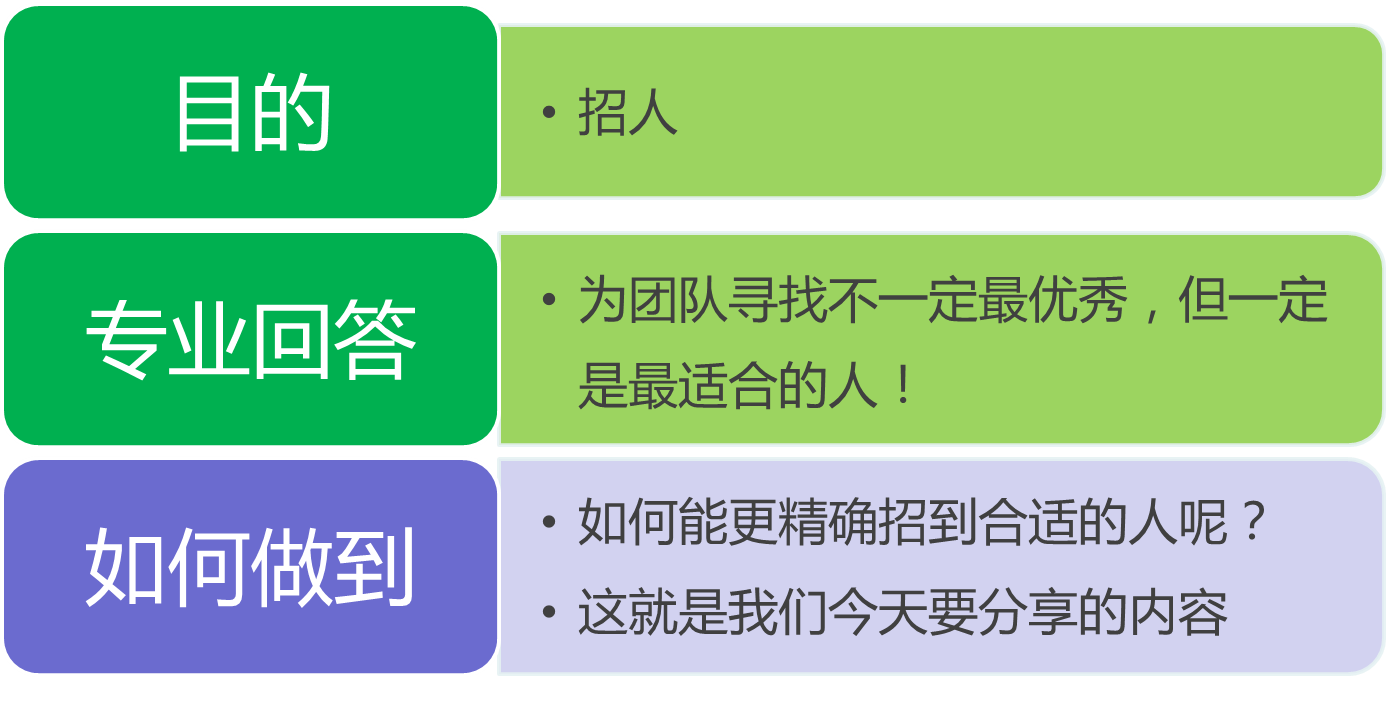 目的
• 招人
专业回答
• 为团队寻找不一定最优秀，但一定
是最适合的人！
如何做到
• 如何能更精确招到合适的人呢？
• 这就是我们今天要分享的内容